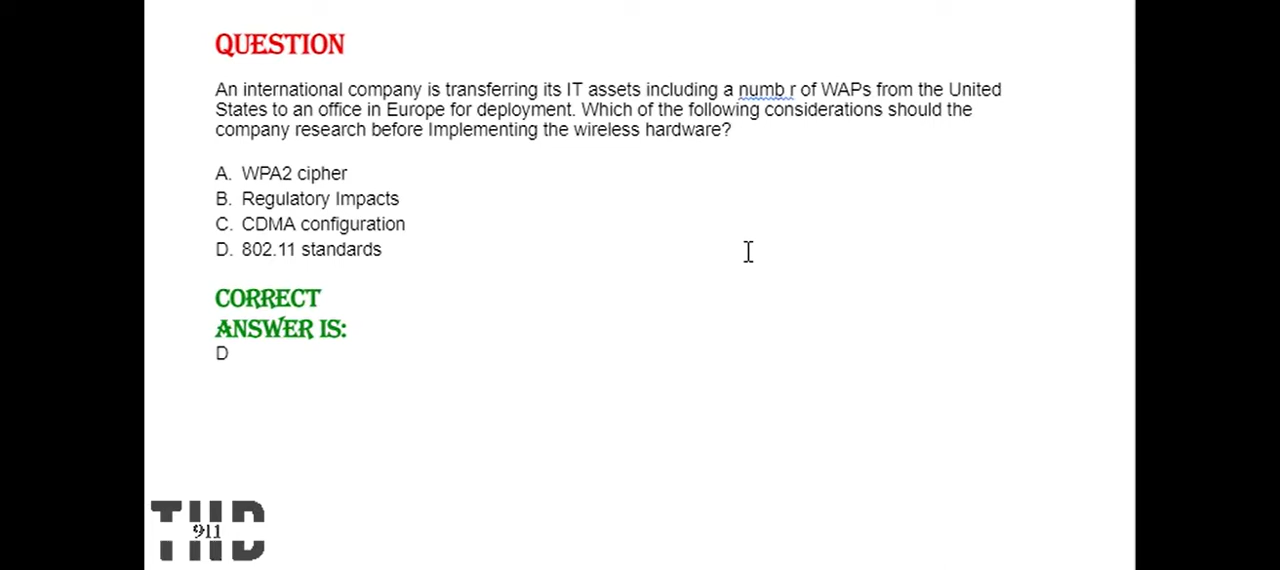 QUESTION
An international company is transferring its IT assets including a numb r of WAPs from the United
States to an office in Europe for deployment. Which of the following considerations should the
company research before Implementing the wireless hardware?
A. WPA2 cipher
B. Regulatory Impacts
C. CDMA configuration
D. 802.11 standards
CORRECT
ANSWER IS:
D
THD
911